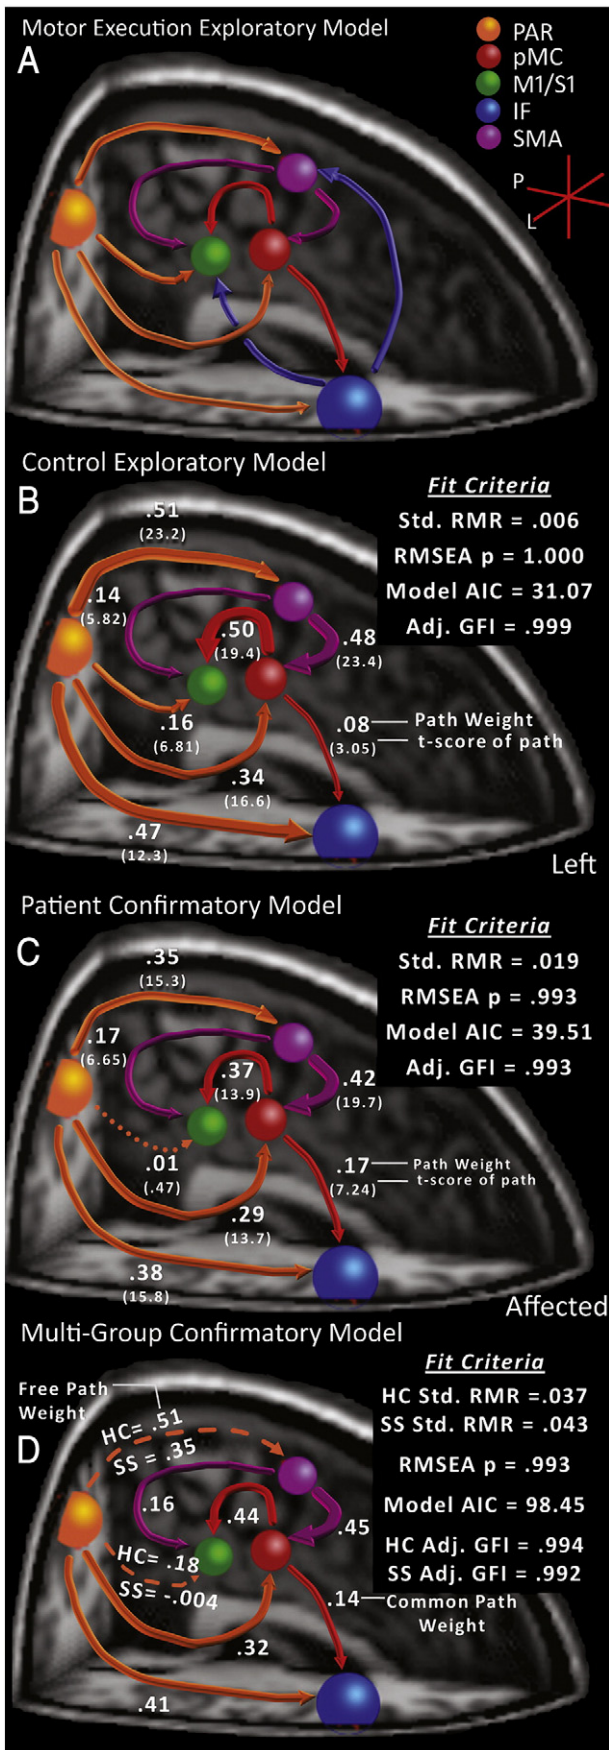 Motor Execution Exploratory Model
A
PAR
pMC
M1/S1
IF
SMA
P
L
Control Exploratory Model
B
Fit Criteria
Std. RMR = .006
RMSEA p = 1.000
Model AIC = 31.07
Adj. GFI = .999
.51
(23.2)
.14
(5.82)
.50
(19.4)
.48
(23.4)
.16
(6.81)
.08
(3.05)
Path Weight
t-score of path
.34
(16.6)
.47
(12.3)
Left
Patient Confirmatory Model
C
Fit Criteria
Std. RMR = .019
RMSEA p = .993
Model AIC = 39.51
Adj. GFI = .993
.35
(15.3)
.17
(6.65)
.37
(13.9)
.42
(19.7)
.01
(.47)
.17
(7.24)
Path Weight
t-score of path
.29
(13.7)
.38
(15.8)
Affected
Multi-Group Confirmatory Model
D
Fit Criteria
HC Std. RMR =.037
SS Std. RMR = .043
RMSEA p = .993
Model AIC = 98.45
HC Adj. GFI = .994
SS Adj. GFI = .992
Free Path
Weight
HC= .51
SS = .35
.16
.44
.45
HC= .18
SS= -.004
.14
Common Path
Weight
.32
.41